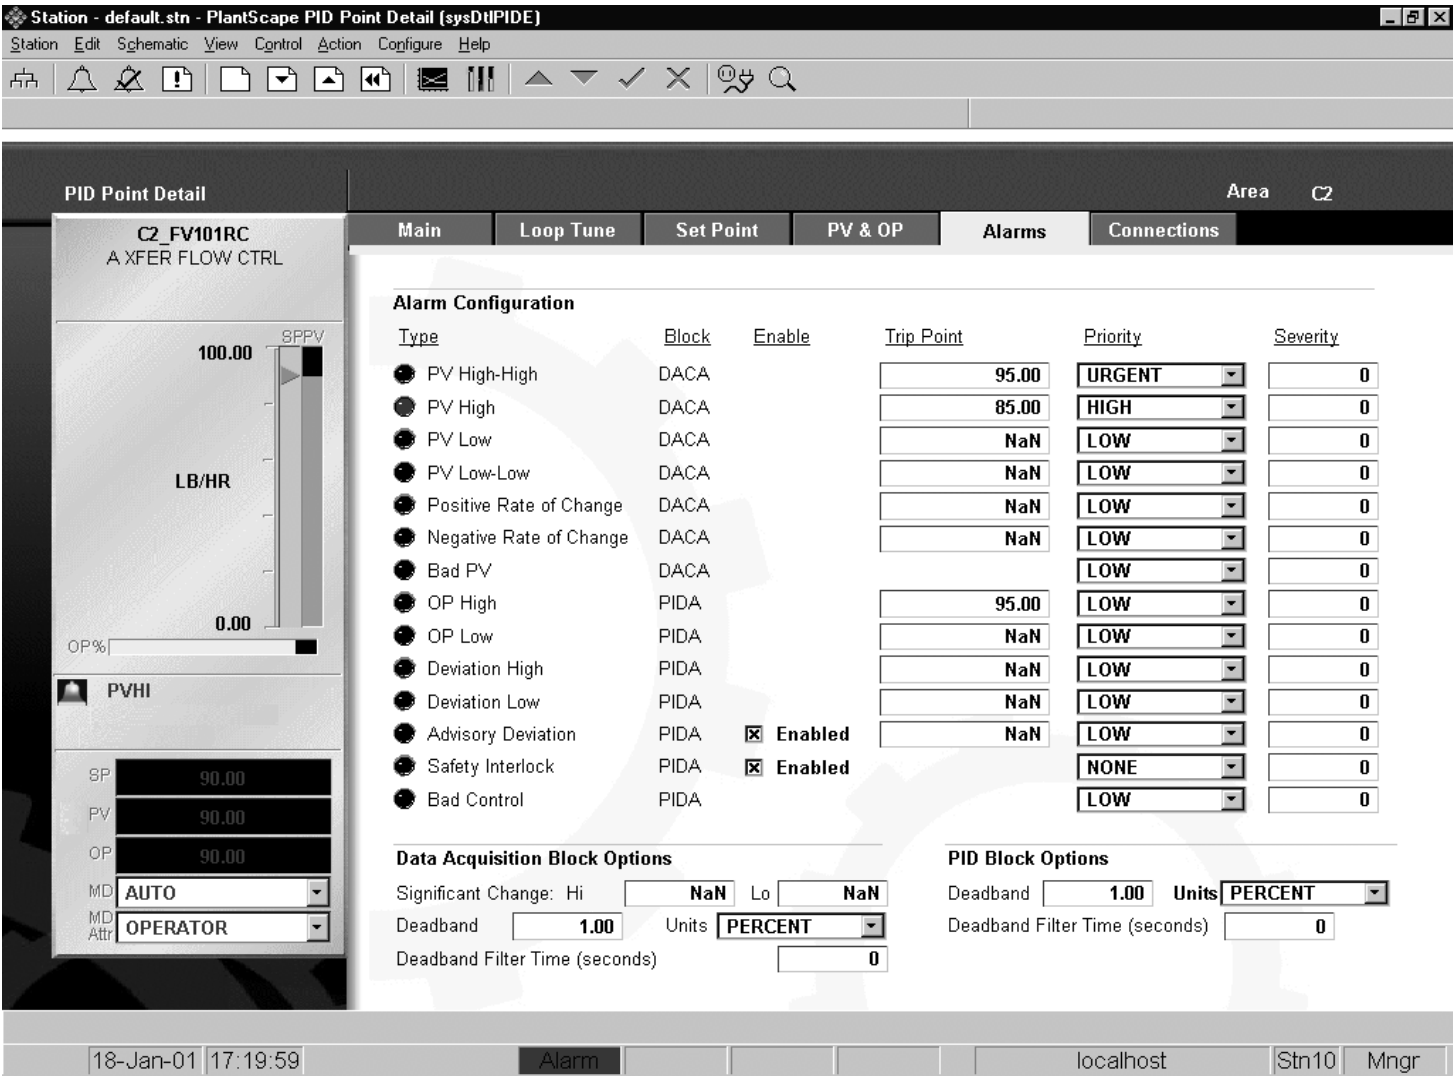 Station - default.stn - PlantScape PID Point Detail (sysDtlPIDE)
Station Edit Schematic View Control Action Configure Help
PID Point Detail
Area C2
Main Loop Tune Set Point PV & OP Alarms Connections
C2_FV101RC
A XFER FLOW CTRL
SPPV
100.00
LB/HR
0.00
OP%
PVHI
SP 90.00
PV 90.00
OP 90.00
MD AUTO
MD Attr OPERATOR
Alarm Configuration
Type Block Enable Trip Point Priority Severity
PV High-High DACA 95.00 URGENT 0
PV High DACA 85.00 HIGH 0
PV Low DACA NaN LOW 0
PV Low-Low DACA NaN LOW 0
Positive Rate of Change DACA NaN LOW 0
Negative Rate of Change DACA NaN LOW 0
Bad PV DACA LOW 0
OP High PIDA 95.00 LOW 0
OP Low PIDA NaN LOW 0
Deviation High PIDA NaN LOW 0
Deviation Low PIDA NaN LOW 0
Advisory Deviation PIDA Enabled NaN LOW 0
Safety Interlock PIDA Enabled NONE 0
Bad Control PIDA LOW 0
Data Acquisition Block Options
Significant Change: Hi NaN Lo NaN
Deadband 1.00 Units PERCENT
Deadband Filter Time (seconds) 0
PID Block Options
Deadband 1.00 Units PERCENT
Deadband Filter Time (seconds) 0
18-Jan-01 17:19:59 Alarm localhost Stn10 Mngr